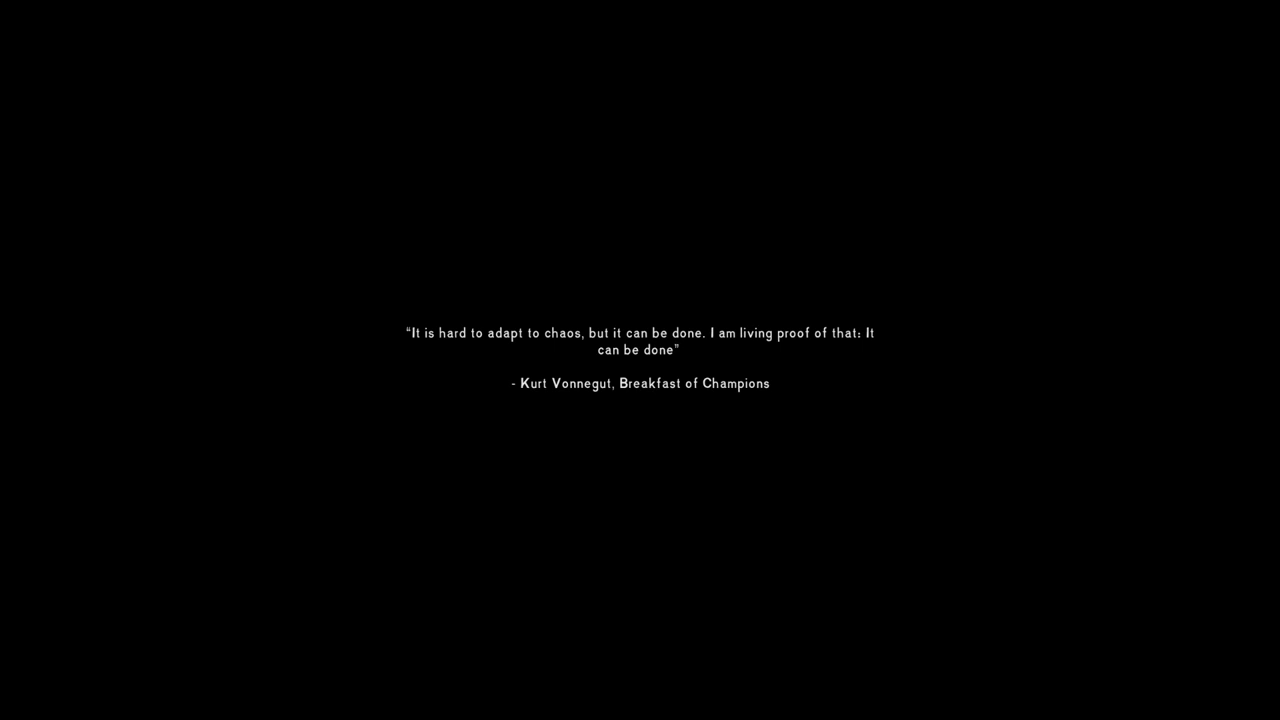 “It is hard to adapt to chaos, but it can be done. I am living proof of that: It
can be done”
- Kurt Vonnegut, Breakfast of Champions